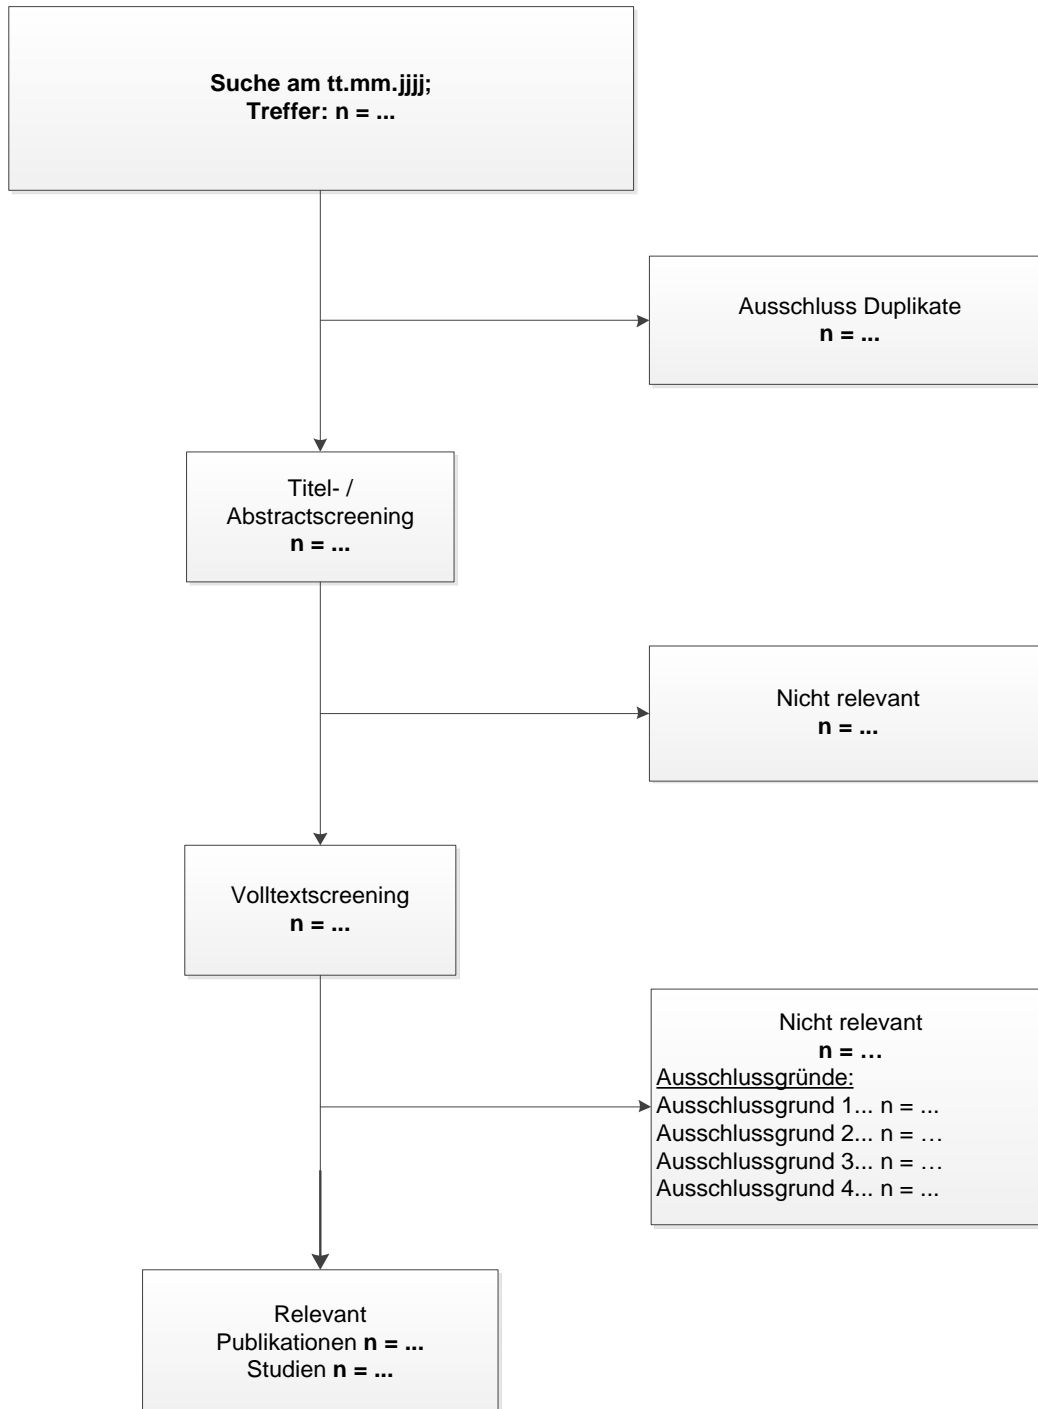 Suche am tt.mm.jjjj;
Treffer: n = ...
Ausschluss Duplikate
n = ...
Titel- /
Abstractscreening
n = ...
Nicht relevant
n = ...
Volltextscreening
n = ...
Nicht relevant
n = …
Ausschlussgründe:
Ausschlussgrund 1... n = ...
Ausschlussgrund 2... n = …
Ausschlussgrund 3... n = …
Ausschlussgrund 4... n = ...
Relevant
Publikationen n = ...
Studien n = ...